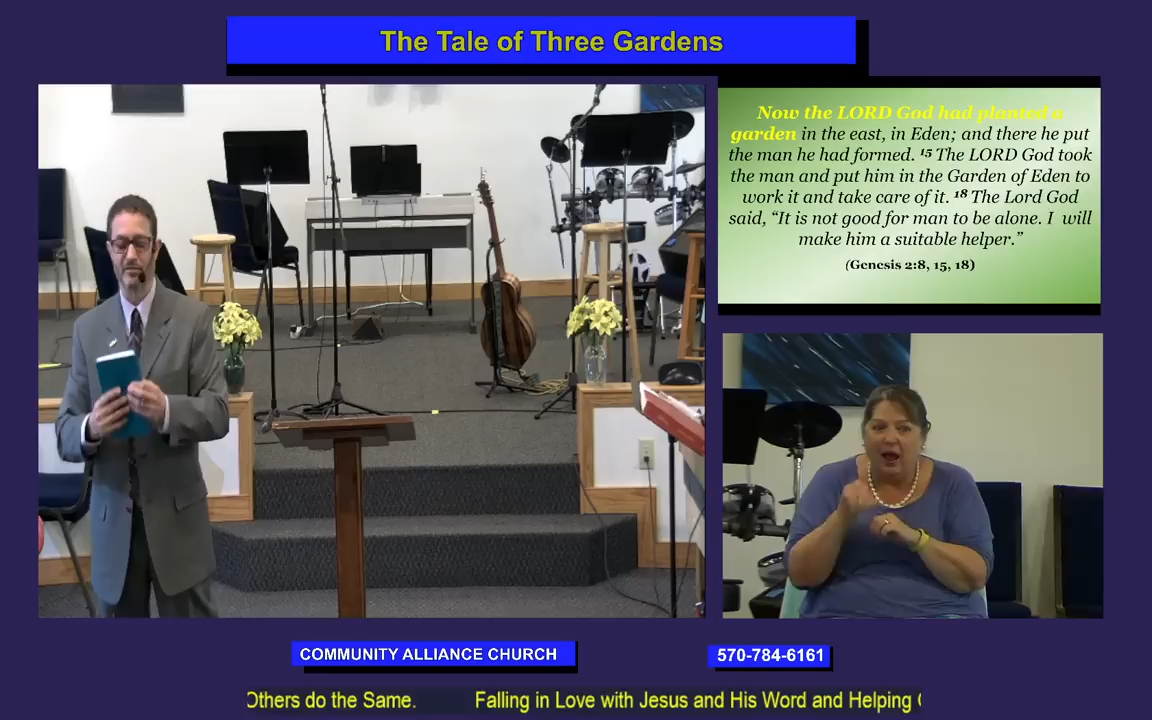 The Tale of Three Gardens
Now the LORD God had planted a
garden in the east, in Eden; and there he put
the man he had formed. ¹⁵ The LORD God took
the man and put him in the Garden of Eden to
work it and take care of it. ¹⁸ The Lord God
said, “It is not good for man to be alone. I will
make him a suitable helper.”
(Genesis 2:8, 15, 18)
COMMUNITY ALLIANCE CHURCH
570-784-6161
Others do the Same. Falling in Love with Jesus and His Word and Helping